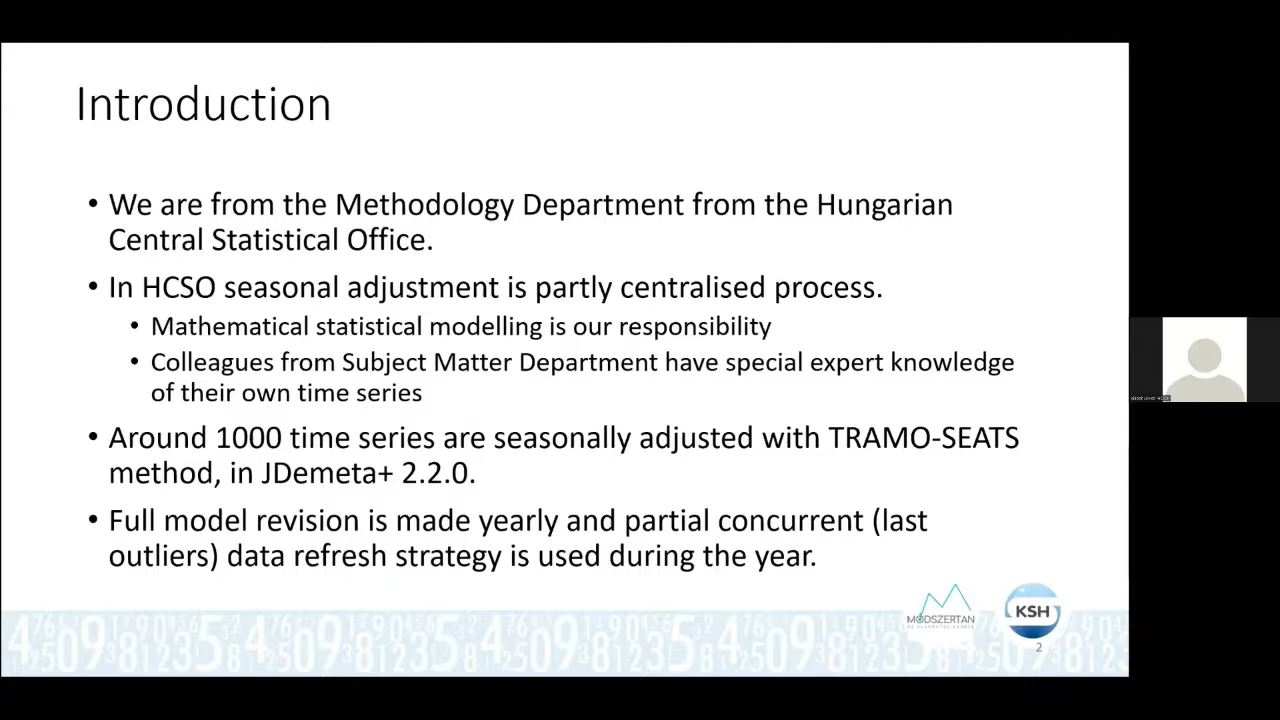 Introduction
• We are from the Methodology Department from the Hungarian
Central Statistical Office.
• In HCSO seasonal adjustment is partly centralised process.
• Mathematical statistical modelling is our responsibility
• Colleagues from Subject Matter Department have special expert knowledge
of their own time series
• Around 1000 time series are seasonally adjusted with TRAMO-SEATS
method, in JDemeta+ 2.2.0.
• Full model revision is made yearly and partial concurrent (last
outliers) data refresh strategy is used during the year.
MÓDSZERTAN
KSH
2